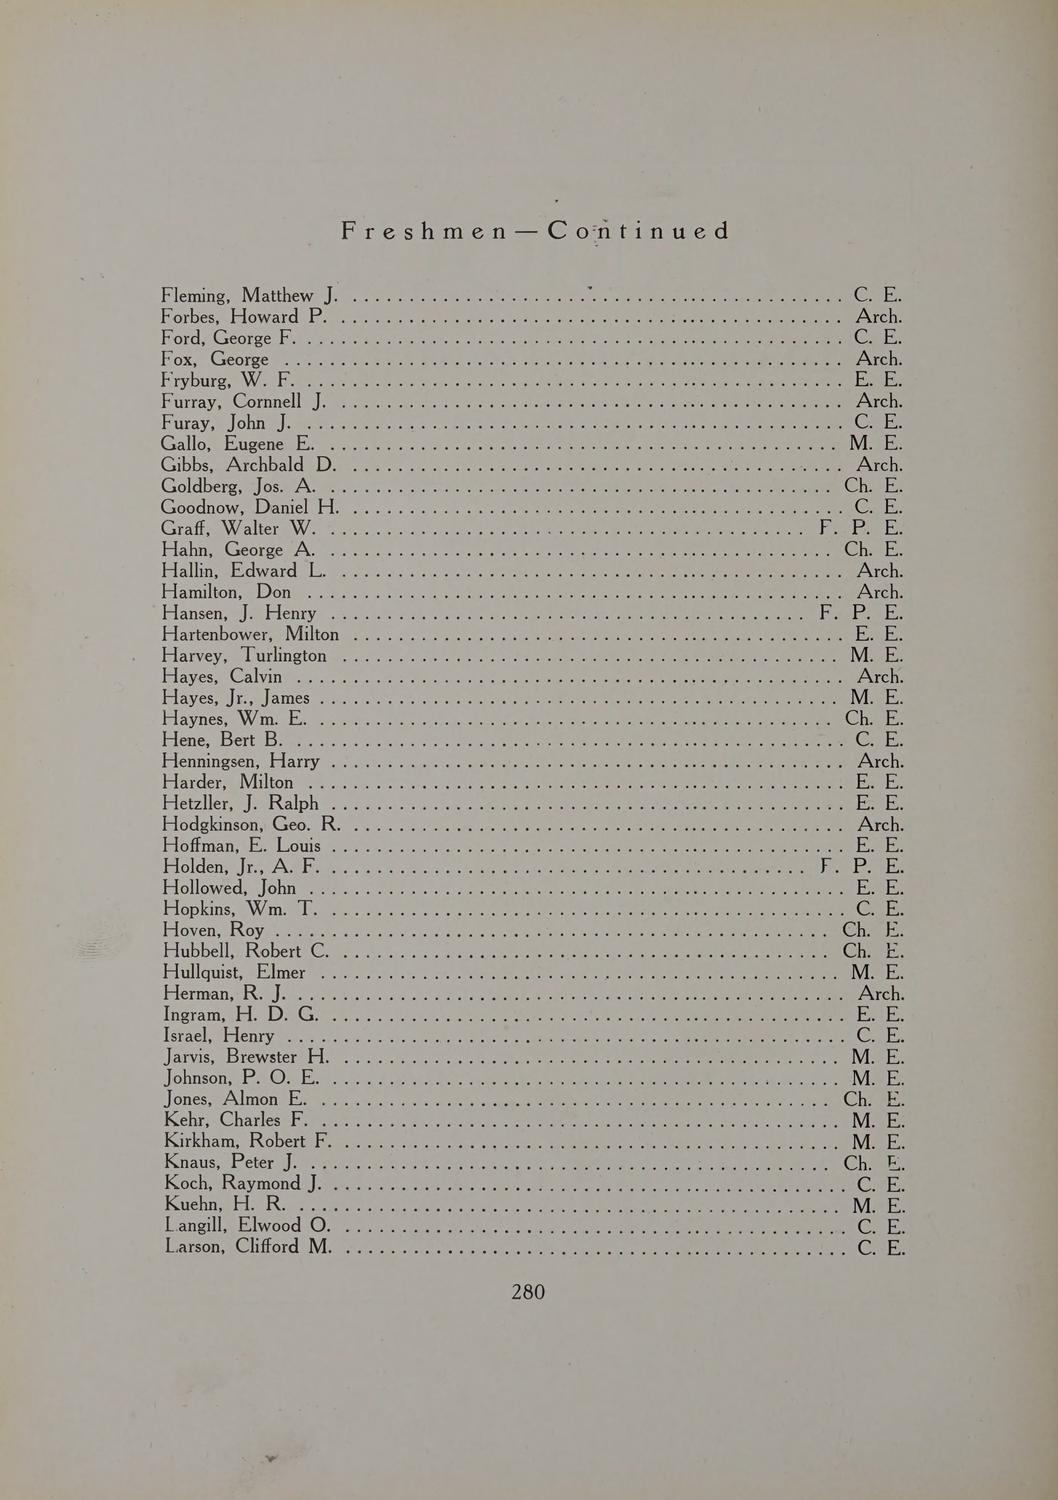 Freshmen—Continued
Fleming, Matthew J. .......... C. E.
Forbes, Howard P. .......... Arch.
Ford, George F. .......... C. E.
Fox, George .......... Arch.
Fryburg, W. F. .......... E. E.
Furray, Cornnell J. .......... Arch.
Furay, John J. .......... C. E.
Gallo, Eugene E. .......... M. E.
Gibbs, Archbald D. .......... Arch.
Goldberg, Jos. A. .......... Ch. E.
Goodnow, Daniel H. .......... C. E.
Graff, Walter W. .......... F. P. E.
Hahn, George A. .......... Ch. E.
Hallin, Edward L. .......... Arch.
Hamilton, Don .......... Arch.
Hansen, J. Henry .......... F. P. E.
Hartenbower, Milton .......... E. E.
Harvey, Turlington .......... M. E.
Hayes, Calvin .......... Arch.
Hayes, Jr., James .......... M. E.
Haynes, Wm. E. .......... Ch. E.
Hene, Bert B. .......... C. E.
Henningsen, Harry .......... Arch.
Harder, Milton .......... E. E.
Hetzller, J. Ralph .......... E. E.
Hodgkinson, Geo. R. .......... Arch.
Hoffman, E. Louis .......... E. E.
Holden, Jr., A. F. .......... F. P. E.
Hollowed, John .......... E. E.
Hopkins, Wm. T. .......... C. E.
Hoven, Roy .......... Ch. E.
Hubbell, Robert C. .......... Ch. E.
Hullquist, Elmer .......... M. E.
Herman, R. J. .......... Arch.
Ingram, H. D. G. .......... E. E.
Israel, Henry .......... C. E.
Jarvis, Brewster H. .......... M. E.
Johnson, P. O. E. .......... M. E.
Jones, Almon E. .......... Ch. E.
Kehr, Charles F. .......... M. E.
Kirkham, Robert F. .......... M. E.
Knaus, Peter J. .......... Ch. E.
Koch, Raymond J. .......... C. E.
Kuehn, H. R. .......... M. E.
Langill, Elwood O. .......... C. E.
Larson, Clifford M. .......... C. E.
280